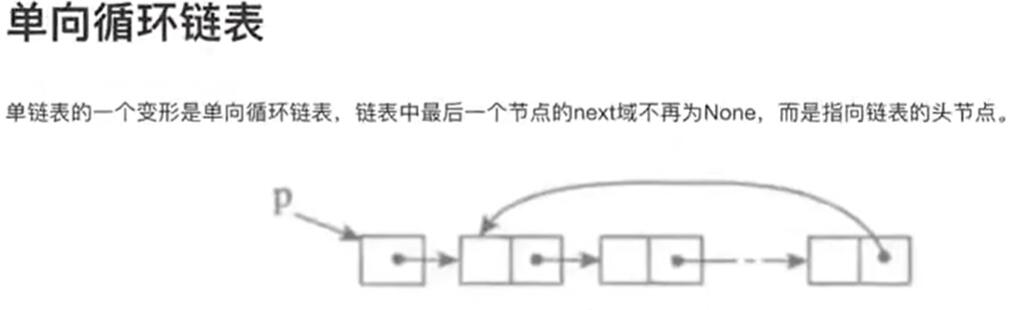 单向循环链表
单链表的一个变形是单向循环链表，链表中最后一个节点的next域不再为None，而是指向链表的头节点。
p